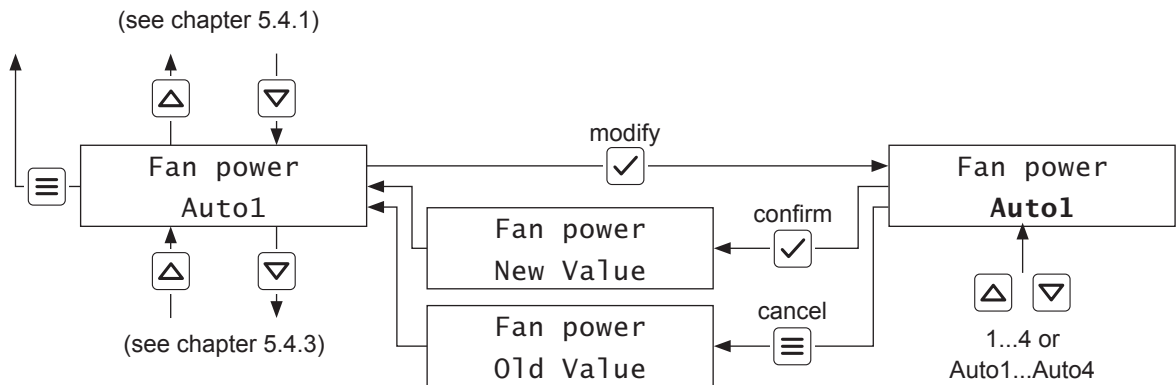 (see chapter 5.4.1)
modify
Fan power
Auto1
Fan power
Auto1
confirm
Fan power
New Value
cancel
Fan power
Old Value
(see chapter 5.4.3)
1...4 or
Auto1...Auto4